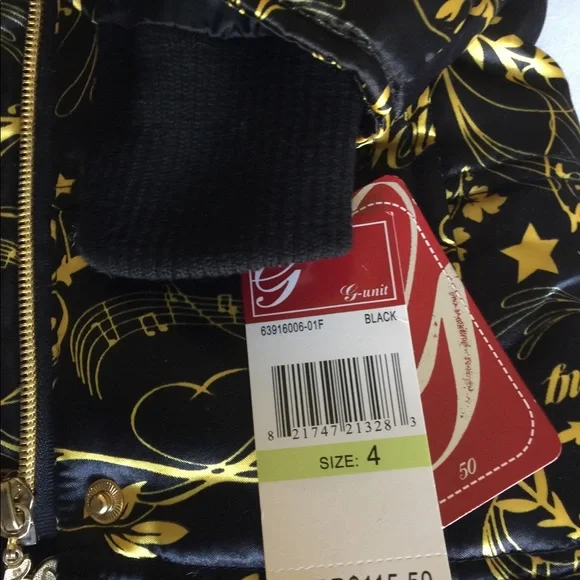 G
G-unit
63916006-01F BLACK
8 21747 21328 3
SIZE: 4
50